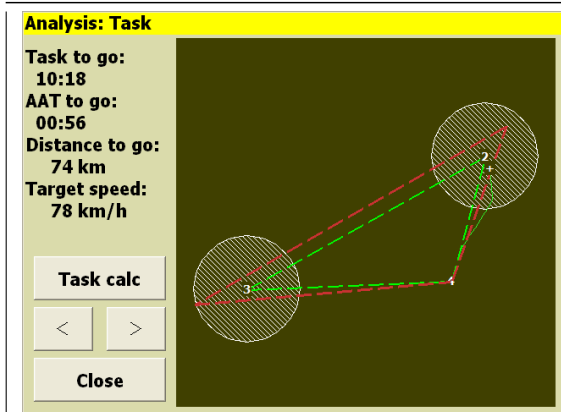 Analysis: Task
Task to go:
10:18
AAT to go:
00:56
Distance to go:
74 km
Target speed:
78 km/h
Task calc
< >
Close
2
+
3
4